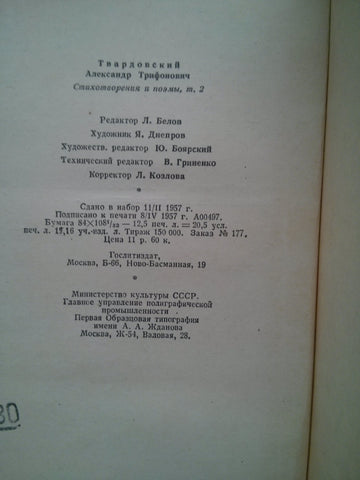 Твардовский
Александр Трифонович
Стихотворения и поэмы, т. 2
Редактор Л. Белов
Художник Я. Днепров
Художеств. редактор Ю. Боярский
Технический редактор В. Гриненко
Корректор Л. Козлова
*
Сдано в набор 11/II 1957 г.
Подписано к печати 8/IV 1957 г. А00497.
Бумага 84×108¹/₃₂ — 12,5 печ. л. = 20,5 усл.
печ. л. 15,16 уч.-изд. л. Тираж 150 000. Заказ № 177.
Цена 11 р. 60 к.
Гослитиздат,
Москва, Б-66, Ново-Басманная, 19
*
Министерство культуры СССР.
Главное управление полиграфической
промышленности.
Первая Образцовая типография
имени А. А. Жданова
Москва, Ж-54, Валовая, 28.
80